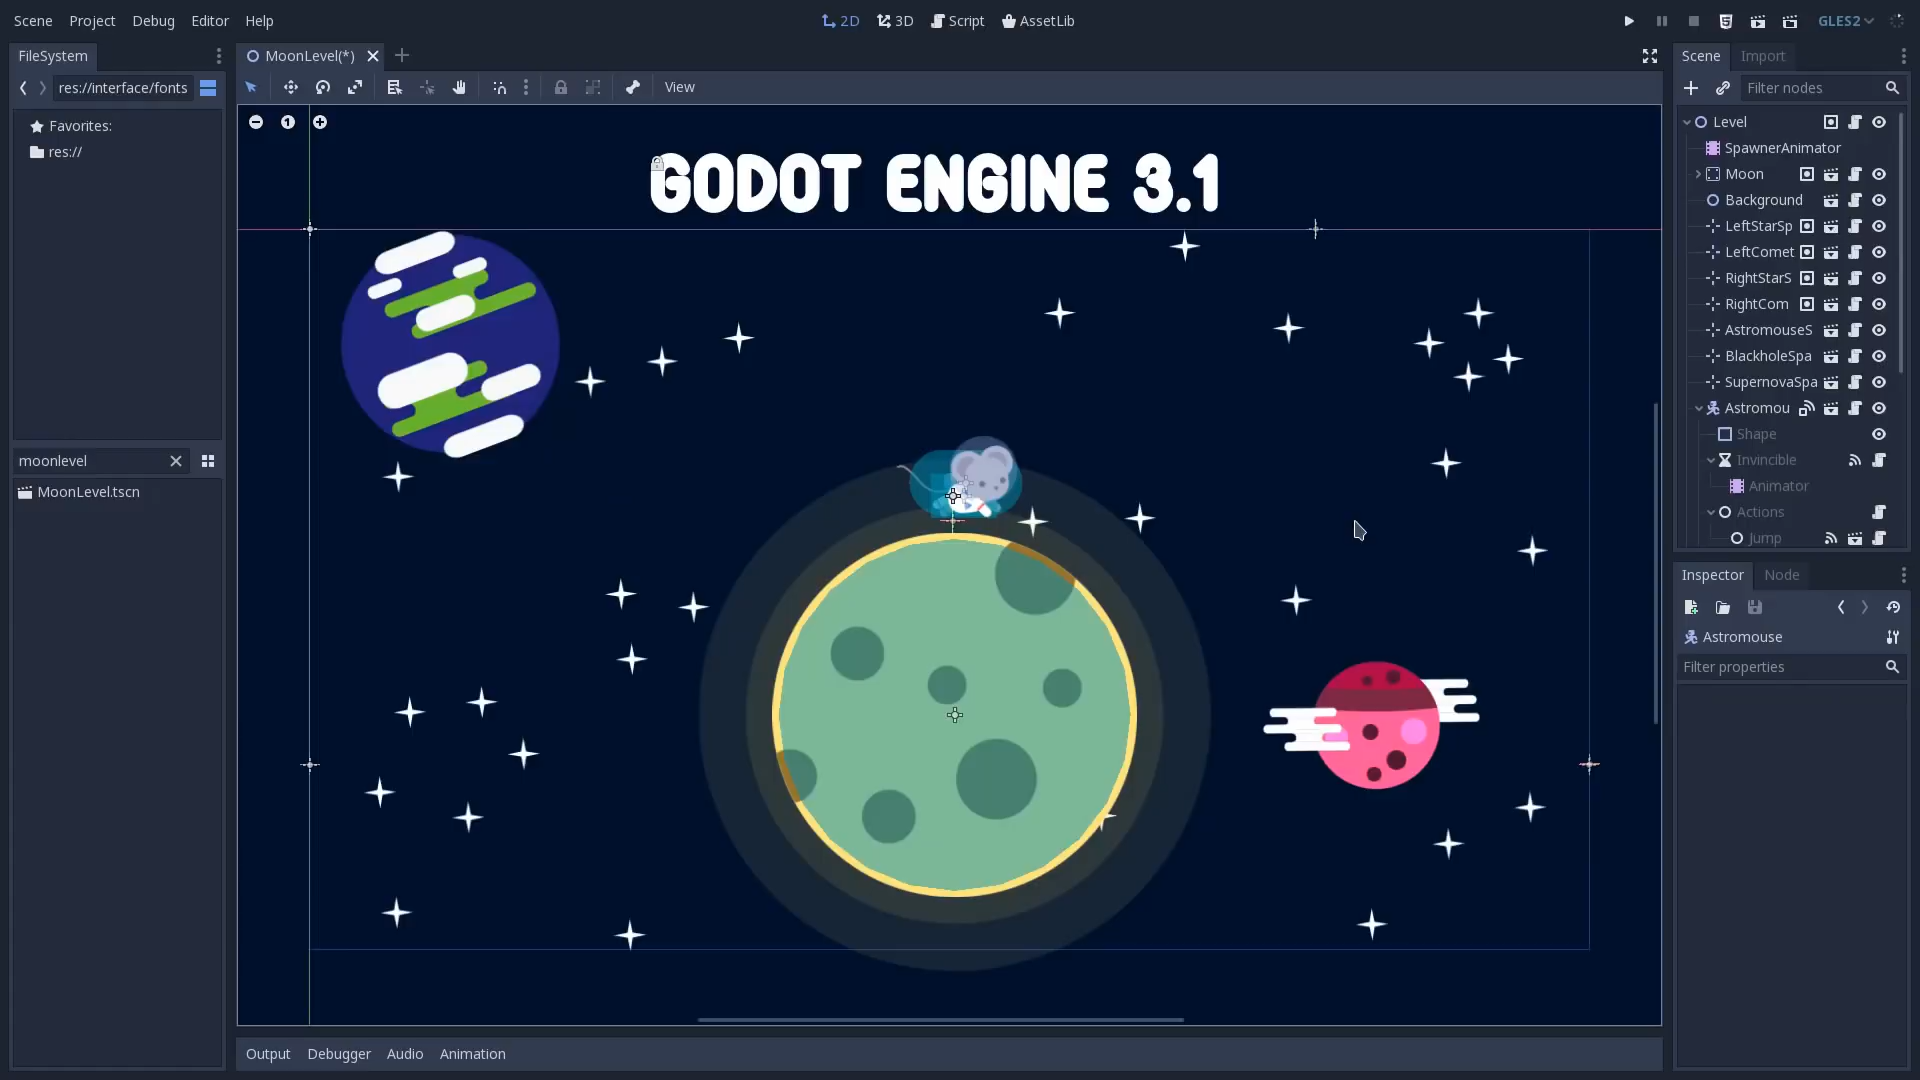 Scene Project Debug Editor Help
2D 3D Script AssetLib
GLES2
FileSystem
res://interface/fonts
Favorites:
res://
moonlevel
MoonLevel.tscn
MoonLevel(*)
View
1
GODOT ENGINE 3.1
Output Debugger Audio Animation
Scene Import
Filter nodes
Level
SpawnerAnimator
Moon
Background
LeftStarSp
LeftComet
RightStarS
RightCom
AstromouseS
BlackholeSpa
SupernovaSpa
Astromou
Shape
Invincible
Animator
Actions
Jump
Inspector Node
Astromouse
Filter properties